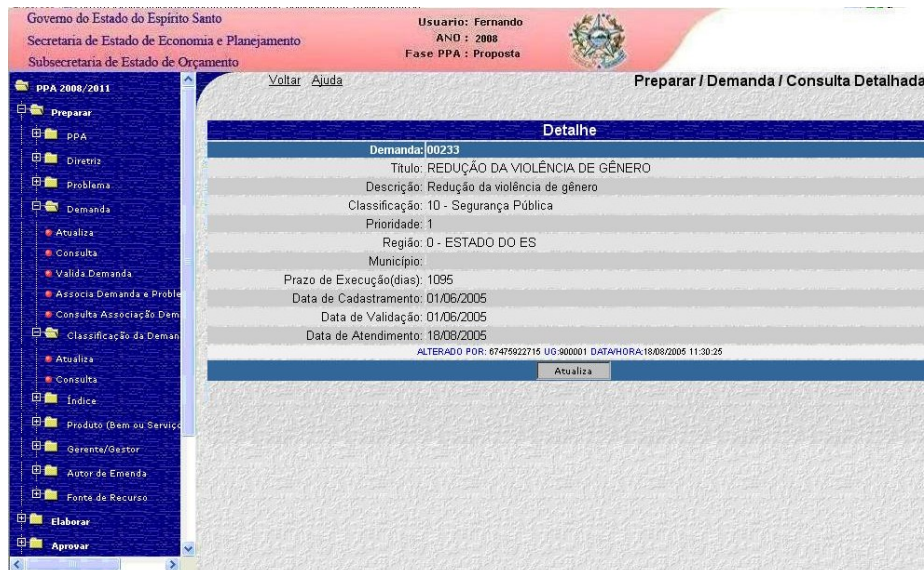 Governo do Estado do Espírito Santo
Secretaria de Estado de Economia e Planejamento
Subsecretaria de Estado de Orçamento
Usuario: Fernando
ANO : 2008
Fase PPA : Proposta
Voltar Ajuda
Preparar / Demanda / Consulta Detalhada
PPA 2008/2011
Preparar
PPA
Diretriz
Problema
Demanda
Atualiza
Consulta
Valida Demanda
Associa Demanda e Proble
Consulta Associação Dem
Classificação da Deman
Atualiza
Consulta
Índice
Produto (Bem ou Serviço
Gerente/Gestor
Autor de Emenda
Fonte de Recurso
Elaborar
Aprovar
Detalhe
Demanda: 00233
Título: REDUÇÃO DA VIOLÊNCIA DE GÊNERO
Descrição: Redução da violência de gênero
Classificação: 10 - Segurança Pública
Prioridade: 1
Região: 0 - ESTADO DO ES
Município:
Prazo de Execução(dias): 1095
Data de Cadastramento: 01/06/2005
Data de Validação: 01/06/2005
Data de Atendimento: 18/08/2005
ALTERADO POR: 67475922715 UG:900001 DATA/HORA:18/08/2005 11:30:25
Atualiza